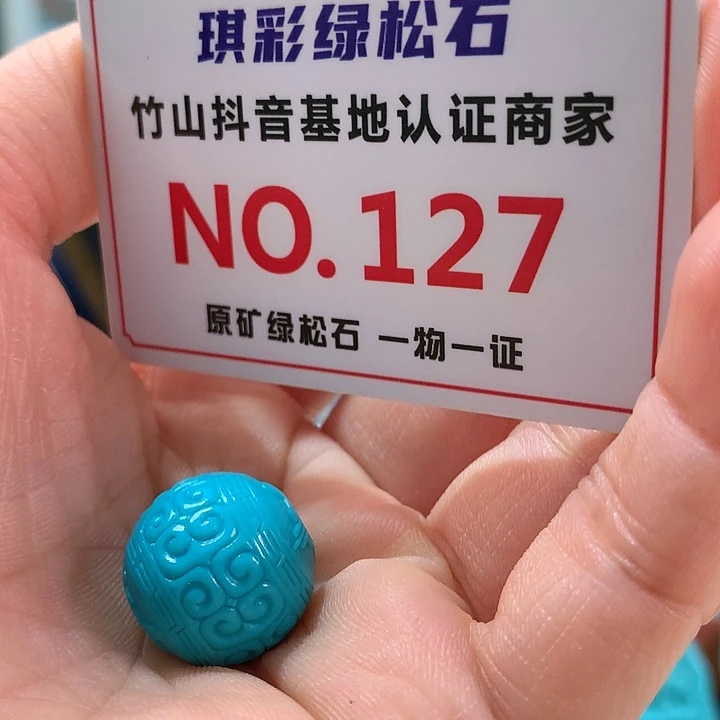 琪彩绿松石
竹山抖音基地认证商家
NO.127
原矿绿松石 一物一证